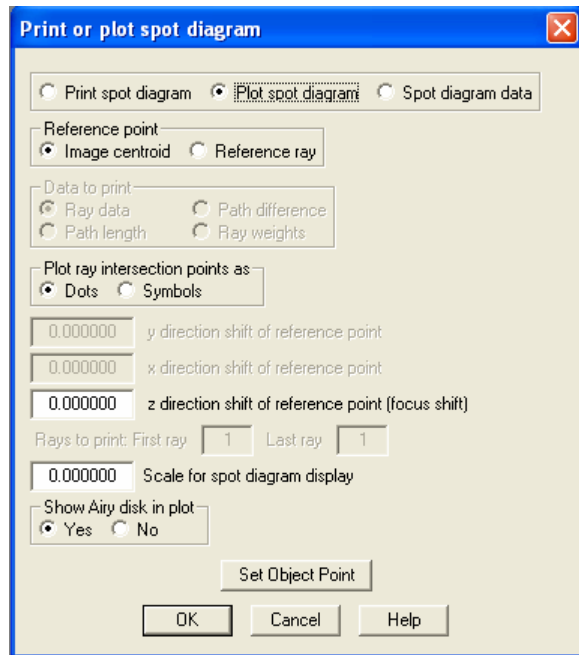 Print or plot spot diagram
Print spot diagram Plot spot diagram Spot diagram data
Reference point
Image centroid Reference ray
Data to print
Ray data Path difference
Path length Ray weights
Plot ray intersection points as
Dots Symbols
0.000000 y direction shift of reference point
0.000000 x direction shift of reference point
0.000000 z direction shift of reference point (focus shift)
Rays to print: First ray 1 Last ray 1
0.000000 Scale for spot diagram display
Show Airy disk in plot
Yes No
Set Object Point
OK Cancel Help